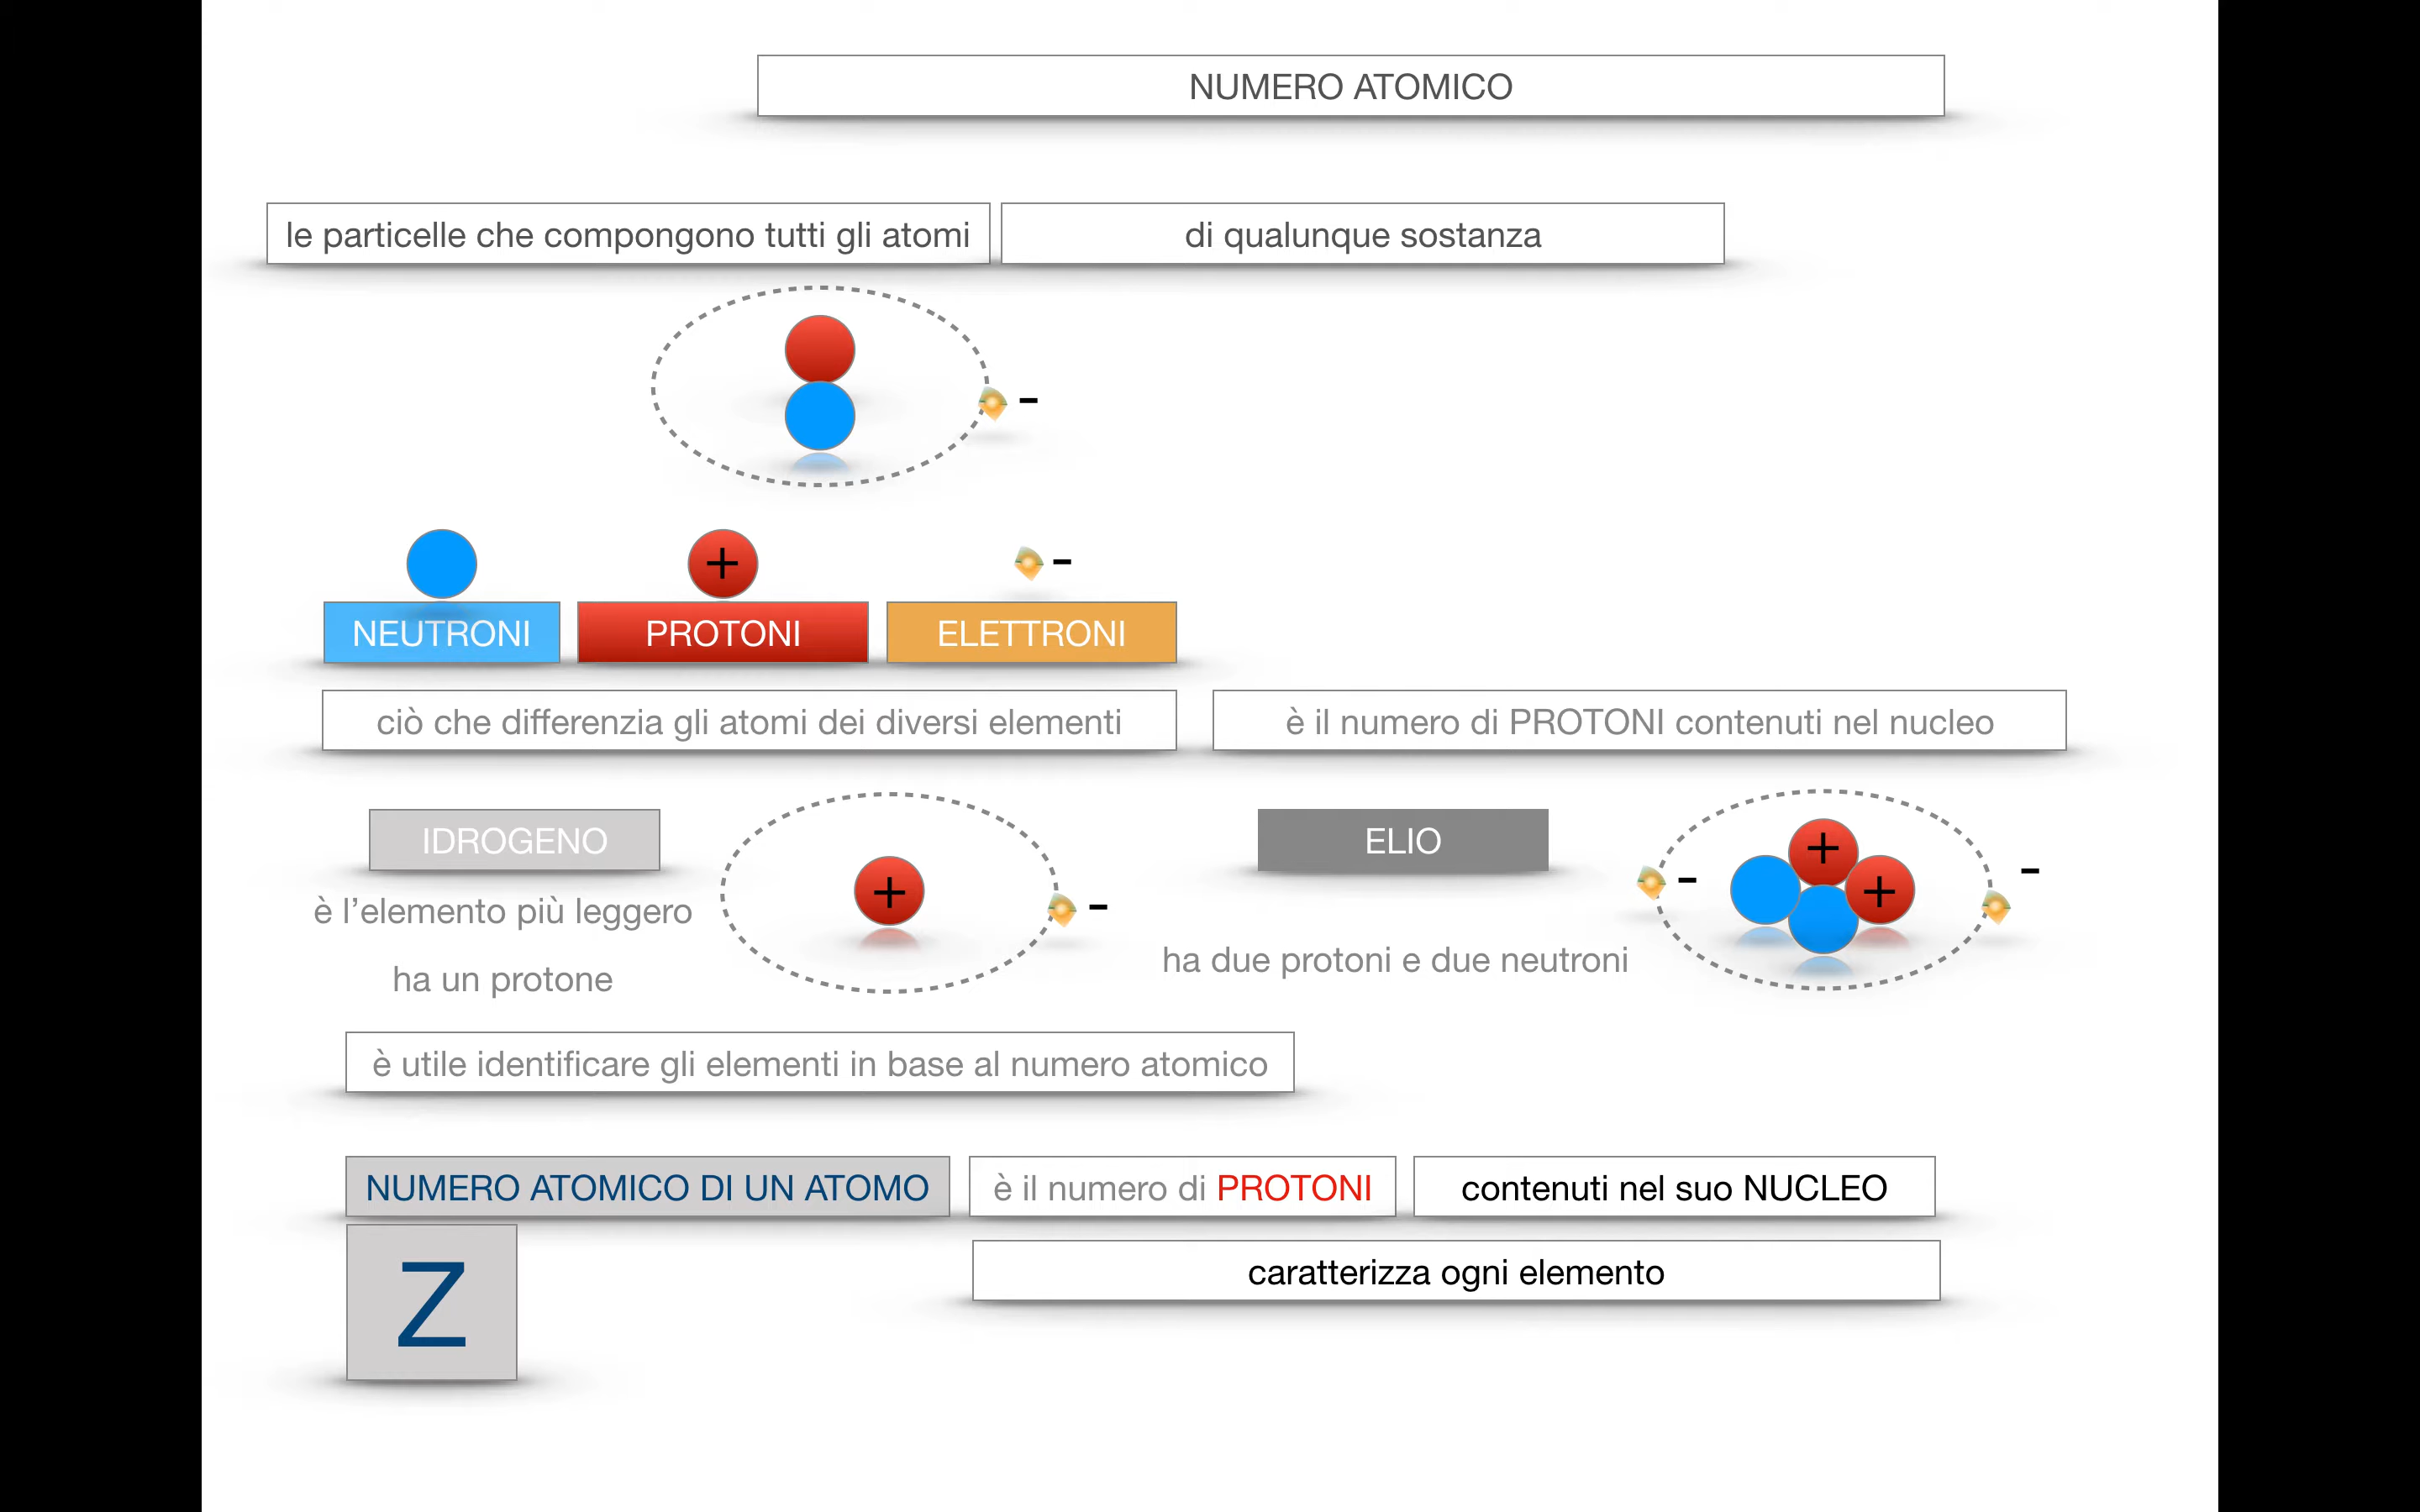 NUMERO ATOMICO
le particelle che compongono tutti gli atomi
di qualunque sostanza
-
NEUTRONI
+
PROTONI
-
ELETTRONI
ciò che differenzia gli atomi dei diversi elementi
è il numero di PROTONI contenuti nel nucleo
IDROGENO
è l’elemento più leggero
ha un protone
+
-
ELIO
ha due protoni e due neutroni
-
+
+
-
è utile identificare gli elementi in base al numero atomico
NUMERO ATOMICO DI UN ATOMO
è il numero di PROTONI
contenuti nel suo NUCLEO
Z
caratterizza ogni elemento